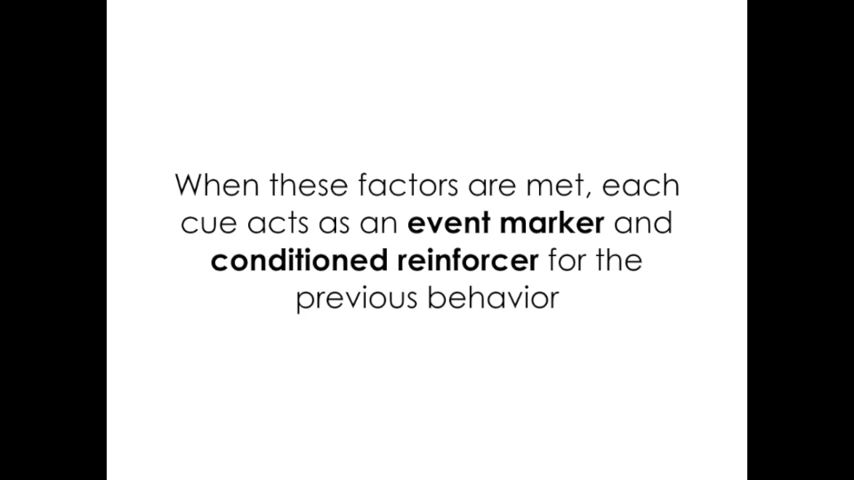 When these factors are met, each
cue acts as an event marker and
conditioned reinforcer for the
previous behavior